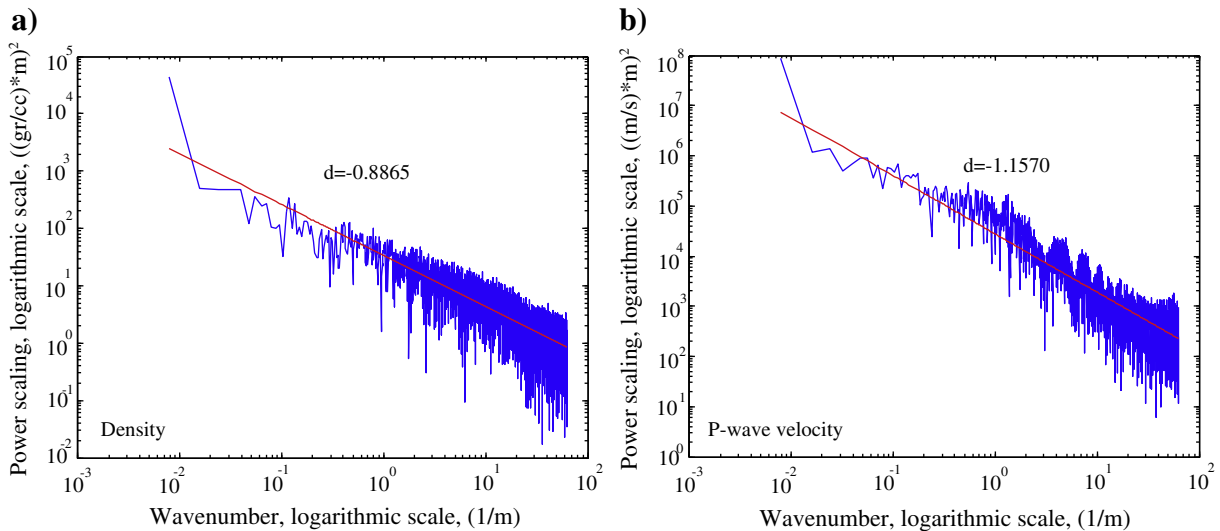 a)
Power scaling, logarithmic scale, ((gr/cc)*m)²
10⁵
10⁴
10³
10²
10¹
10⁰
10⁻¹
10⁻²
d=-0.8865
Density
10⁻³ 10⁻² 10⁻¹ 10⁰ 10¹ 10²
Wavenumber, logarithmic scale, (1/m)
b)
Power scaling, logarithmic scale, ((m/s)*m)²
10⁸
10⁷
10⁶
10⁵
10⁴
10³
10²
10¹
10⁰
d=-1.1570
P-wave velocity
10⁻³ 10⁻² 10⁻¹ 10⁰ 10¹ 10²
Wavenumber, logarithmic scale, (1/m)